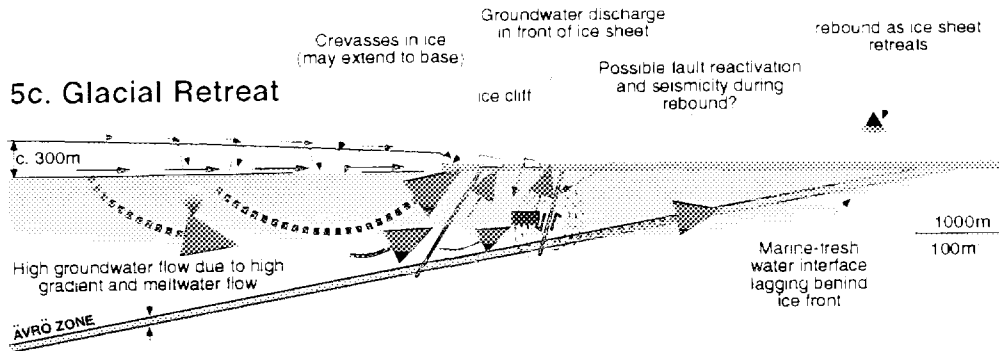 Groundwater discharge
in front of ice sheet
Crevasses in ice
(may extend to base)
rebound as ice sheet
retreats
Possible fault reactivation
and seismicity during
rebound?
5c. Glacial Retreat
ice cliff
c. 300m
1000m
100m
High groundwater flow due to high
gradient and meltwater flow
Marine-fresh
water interface
lagging behind
ice front
ÄVRÖ ZONE